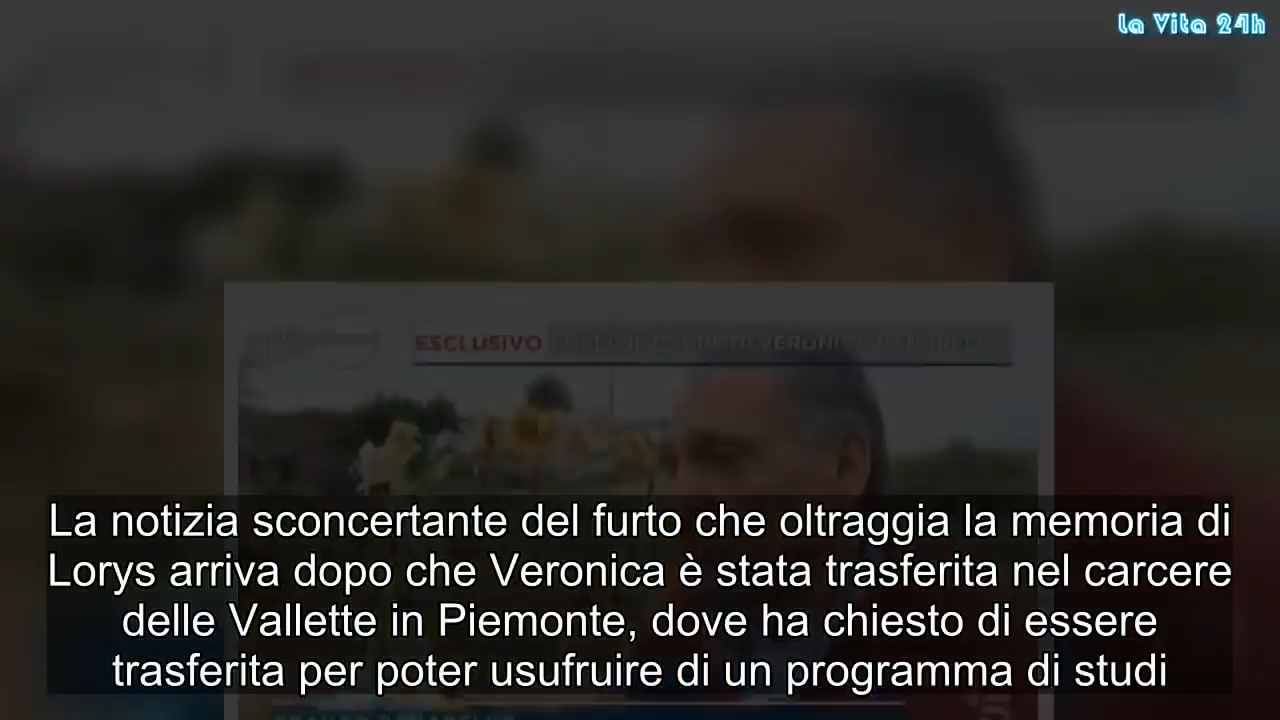 La Vita 24h
ESCLUSIVO
La notizia sconcertante del furto che oltraggia la memoria di
Lorys arriva dopo che Veronica è stata trasferita nel carcere
delle Vallette in Piemonte, dove ha chiesto di essere
trasferita per poter usufruire di un programma di studi